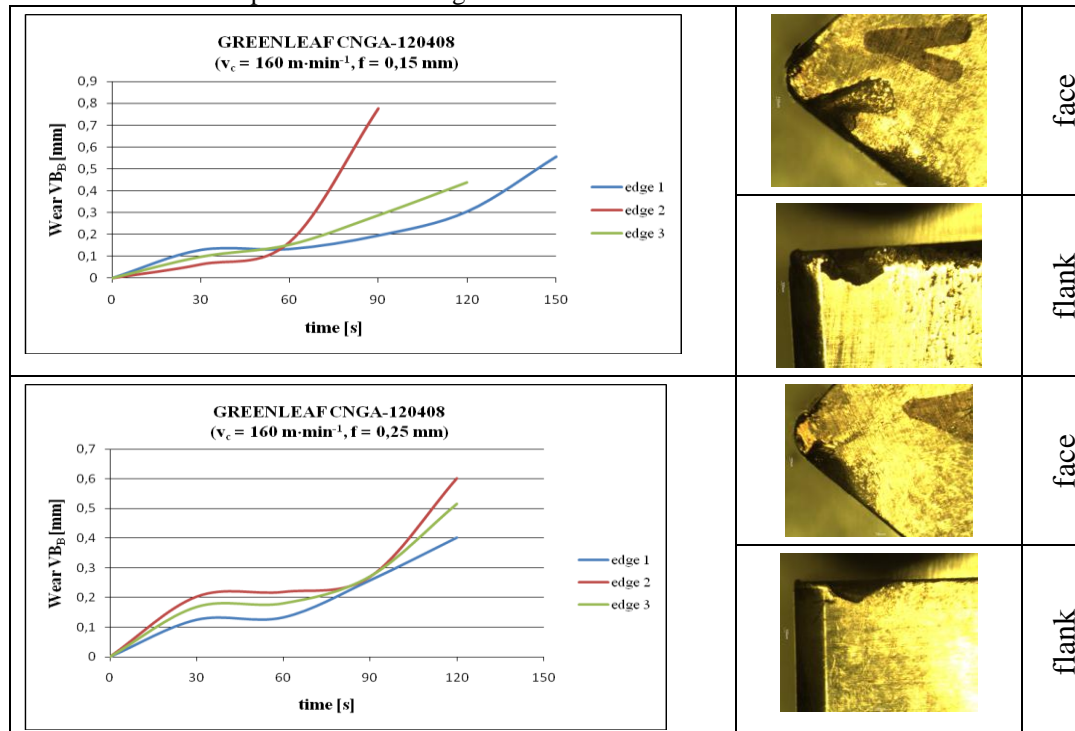 GREENLEAF CNGA-120408
(v_c = 160 m·min⁻¹, f = 0,15 mm)
Wear VB_B [mm]
0,9
0,8
0,7
0,6
0,5
0,4
0,3
0,2
0,1
0
0 30 60 90 120 150
time [s]
edge 1
edge 2
edge 3
face
flank
GREENLEAF CNGA-120408
(v_c = 160 m·min⁻¹, f = 0,25 mm)
Wear VB_B [mm]
0,7
0,6
0,5
0,4
0,3
0,2
0,1
0
0 30 60 90 120 150
time [s]
edge 1
edge 2
edge 3
face
flank